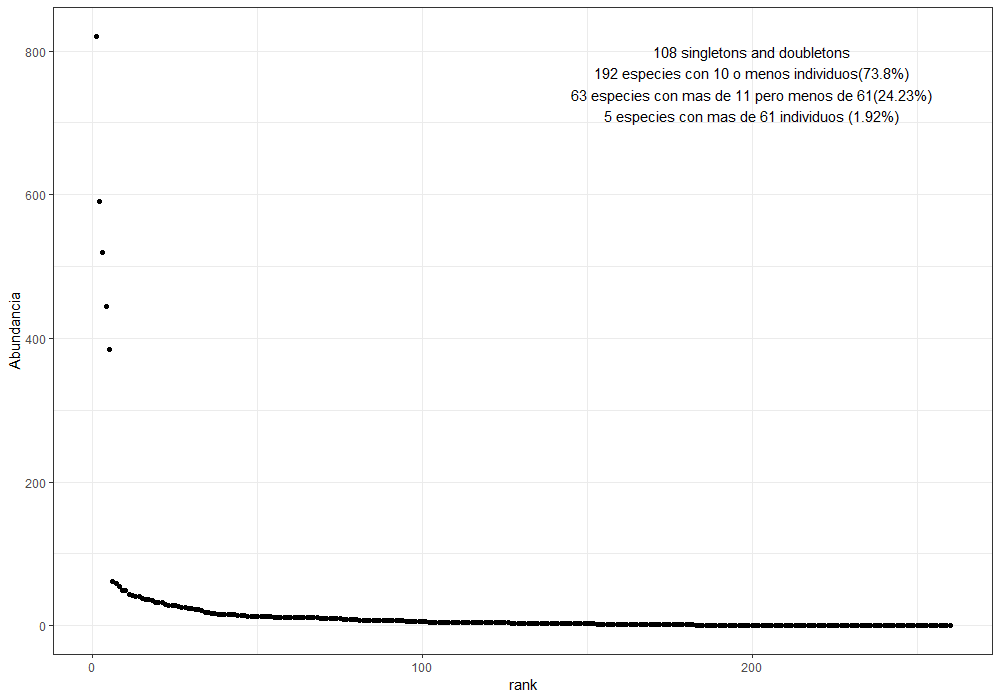 800
600
400
200
0
Abundancia
108 singletons and doubletons
192 especies con 10 o menos individuos(73.8%)
63 especies con mas de 11 pero menos de 61(24.23%)
5 especies con mas de 61 individuos (1.92%)
0
100
200
rank